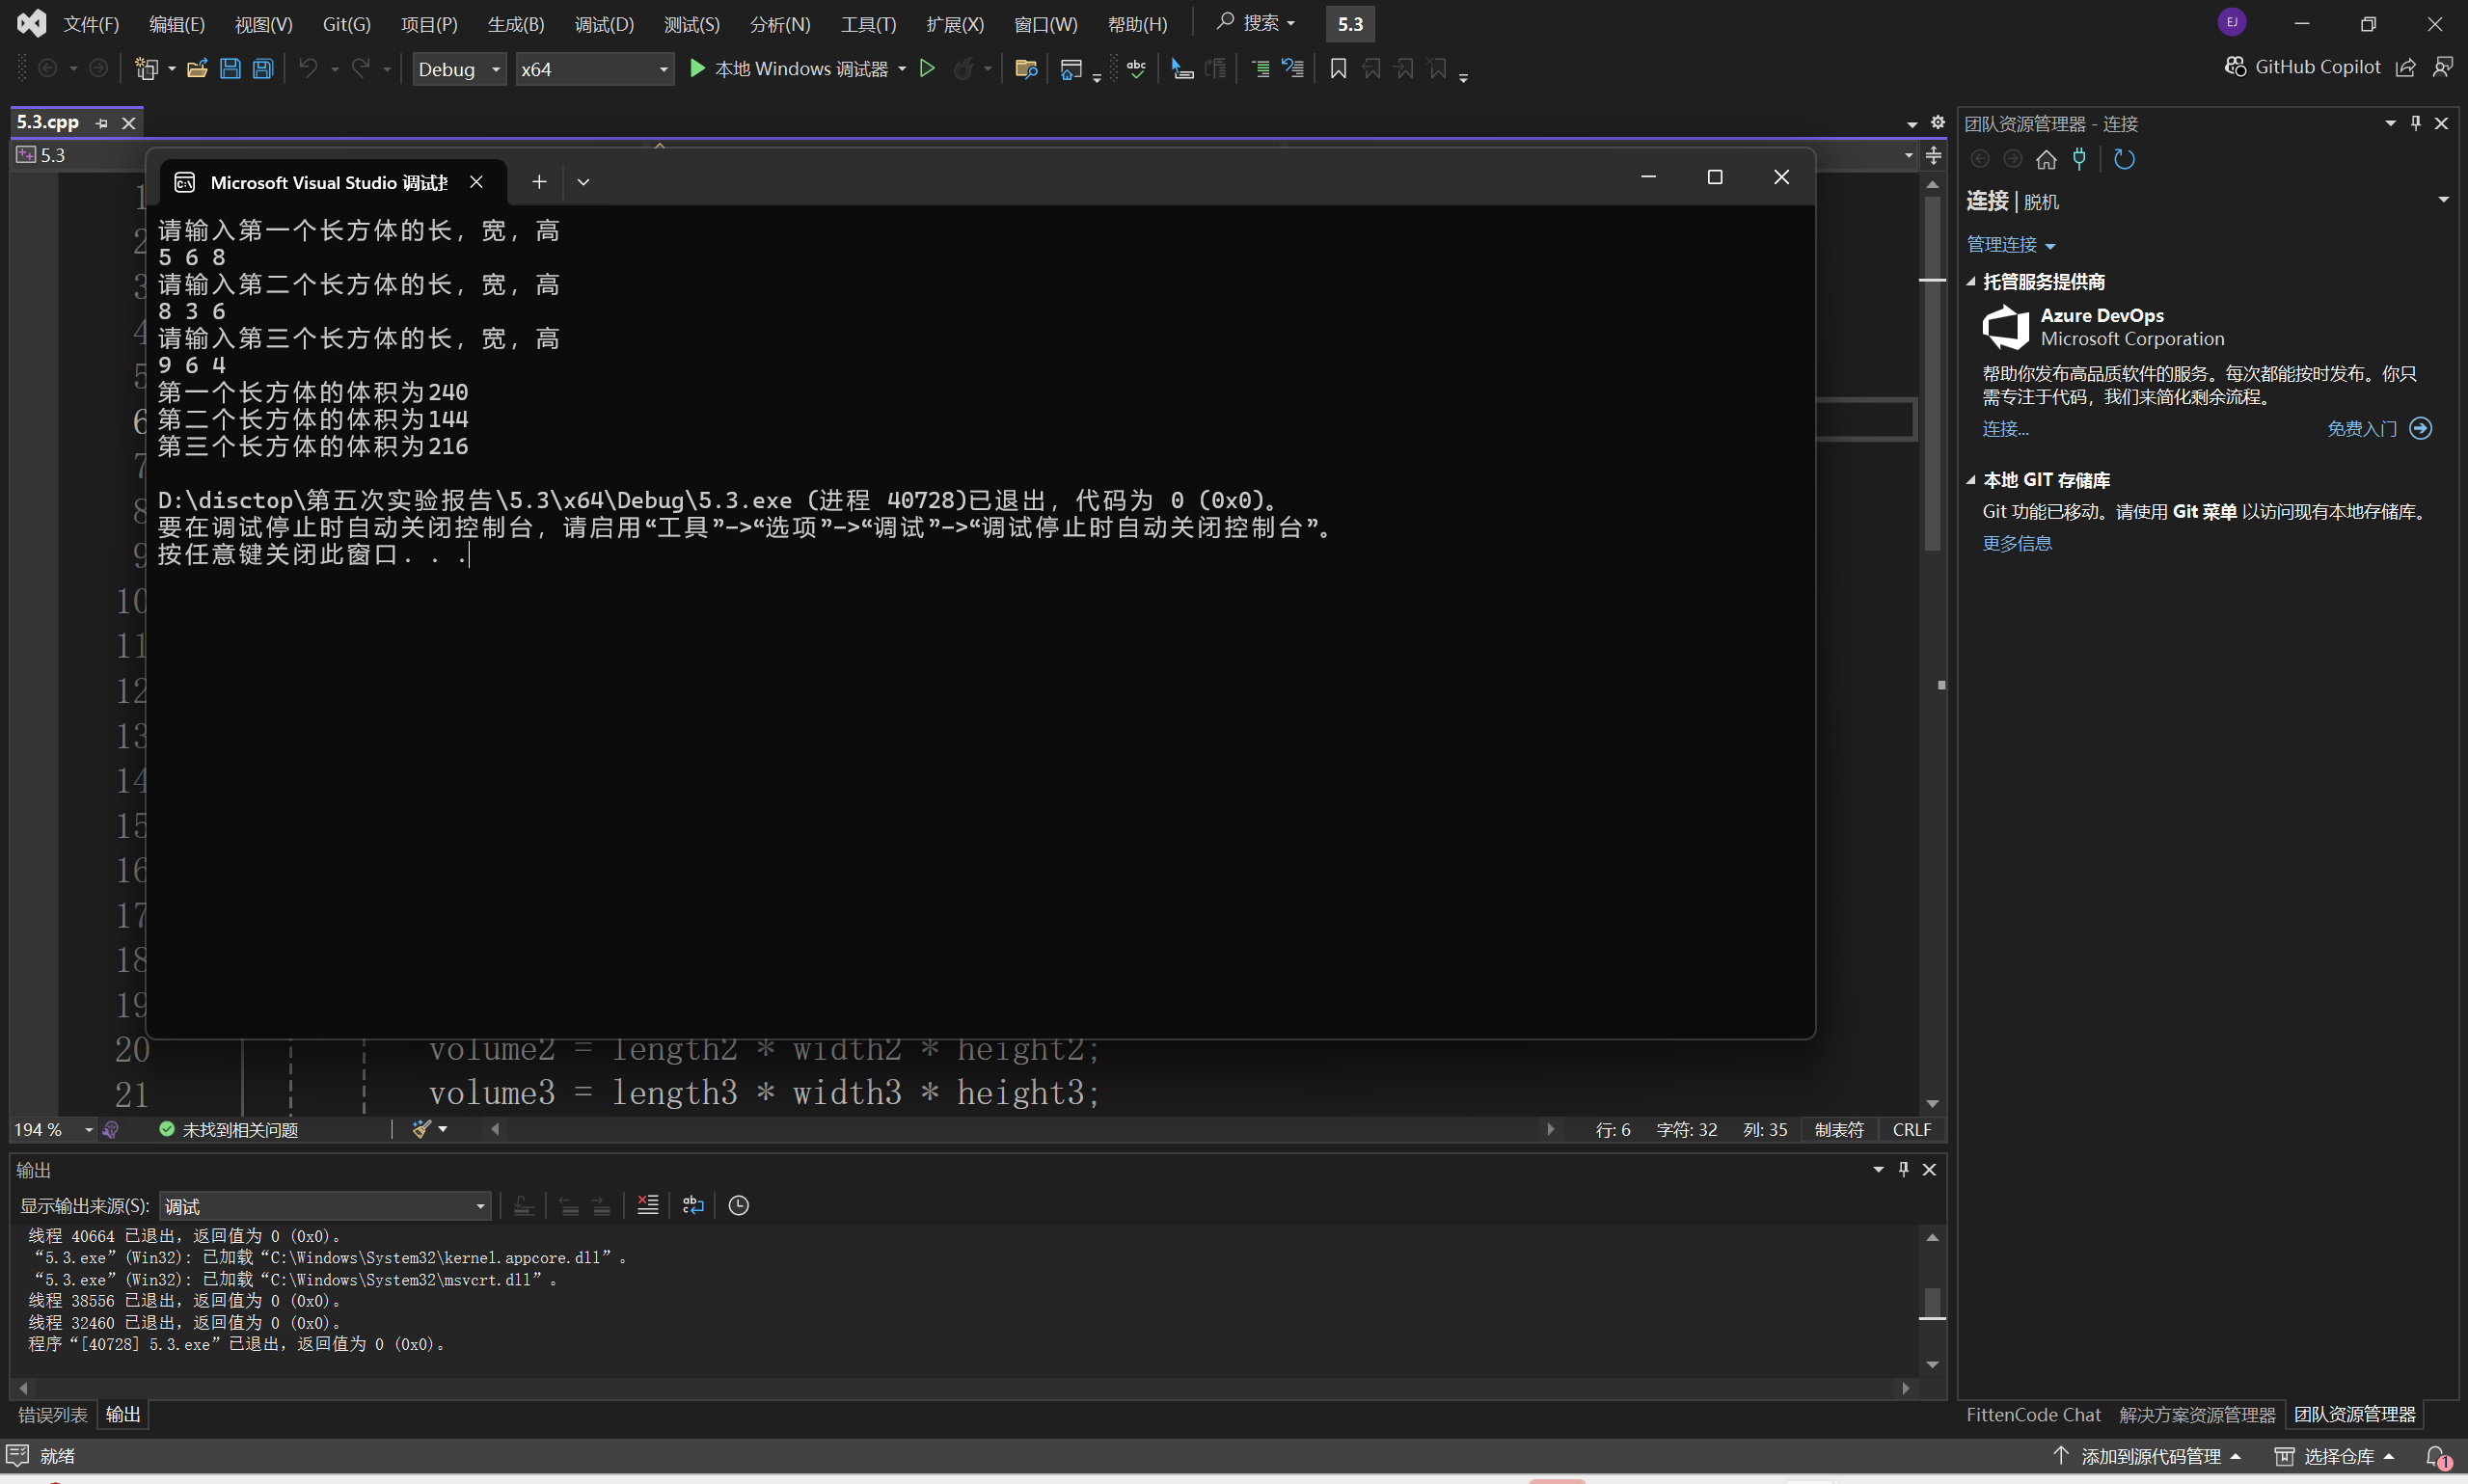 文件(F) 编辑(E) 视图(V) Git(G) 项目(P) 生成(B) 调试(D) 测试(S) 分析(N) 工具(T) 扩展(X) 窗口(W) 帮助(H) 搜索 5.3 EJ
Debug x64 本地 Windows 调试器 abc GitHub Copilot
5.3.cpp
5.3
Microsoft Visual Studio 调试
请输入第一个长方体的长，宽，高
5 6 8
请输入第二个长方体的长，宽，高
8 3 6
请输入第三个长方体的长，宽，高
9 6 4
第一个长方体的体积为240
第二个长方体的体积为144
第三个长方体的体积为216
D:\disctop\第五次实验报告\5.3\x64\Debug\5.3.exe (进程 40728)已退出，代码为 0 (0x0)。
要在调试停止时自动关闭控制台，请启用“工具”->“选项”->“调试”->“调试停止时自动关闭控制台”。
按任意键关闭此窗口. . .
1
2
3
4
5
6
7
8
9
10
11
12
13
14
15
16
17
18
19
20 volume2 = length2 * width2 * height2;
21 volume3 = length3 * width3 * height3;
194 % 未找到相关问题 行: 6 字符: 32 列: 35 制表符 CRLF
输出
显示输出来源(S): 调试
线程 40664 已退出，返回值为 0 (0x0)。
“5.3.exe”(Win32): 已加载“C:\Windows\System32\kernel.appcore.dll”。
“5.3.exe”(Win32): 已加载“C:\Windows\System32\msvcrt.dll”。
线程 38556 已退出，返回值为 0 (0x0)。
线程 32460 已退出，返回值为 0 (0x0)。
程序“[40728] 5.3.exe”已退出，返回值为 0 (0x0)。
错误列表 输出
团队资源管理器 - 连接
连接 | 脱机
管理连接
托管服务提供商
Azure DevOps
Microsoft Corporation
帮助你发布高品质软件的服务。每次都能按时发布。你只
需专注于代码，我们来简化剩余流程。
连接... 免费入门
本地 GIT 存储库
Git 功能已移动。请使用 Git 菜单 以访问现有本地存储库。
更多信息
FittenCode Chat 解决方案资源管理器 团队资源管理器
就绪 添加到源代码管理 选择仓库 1